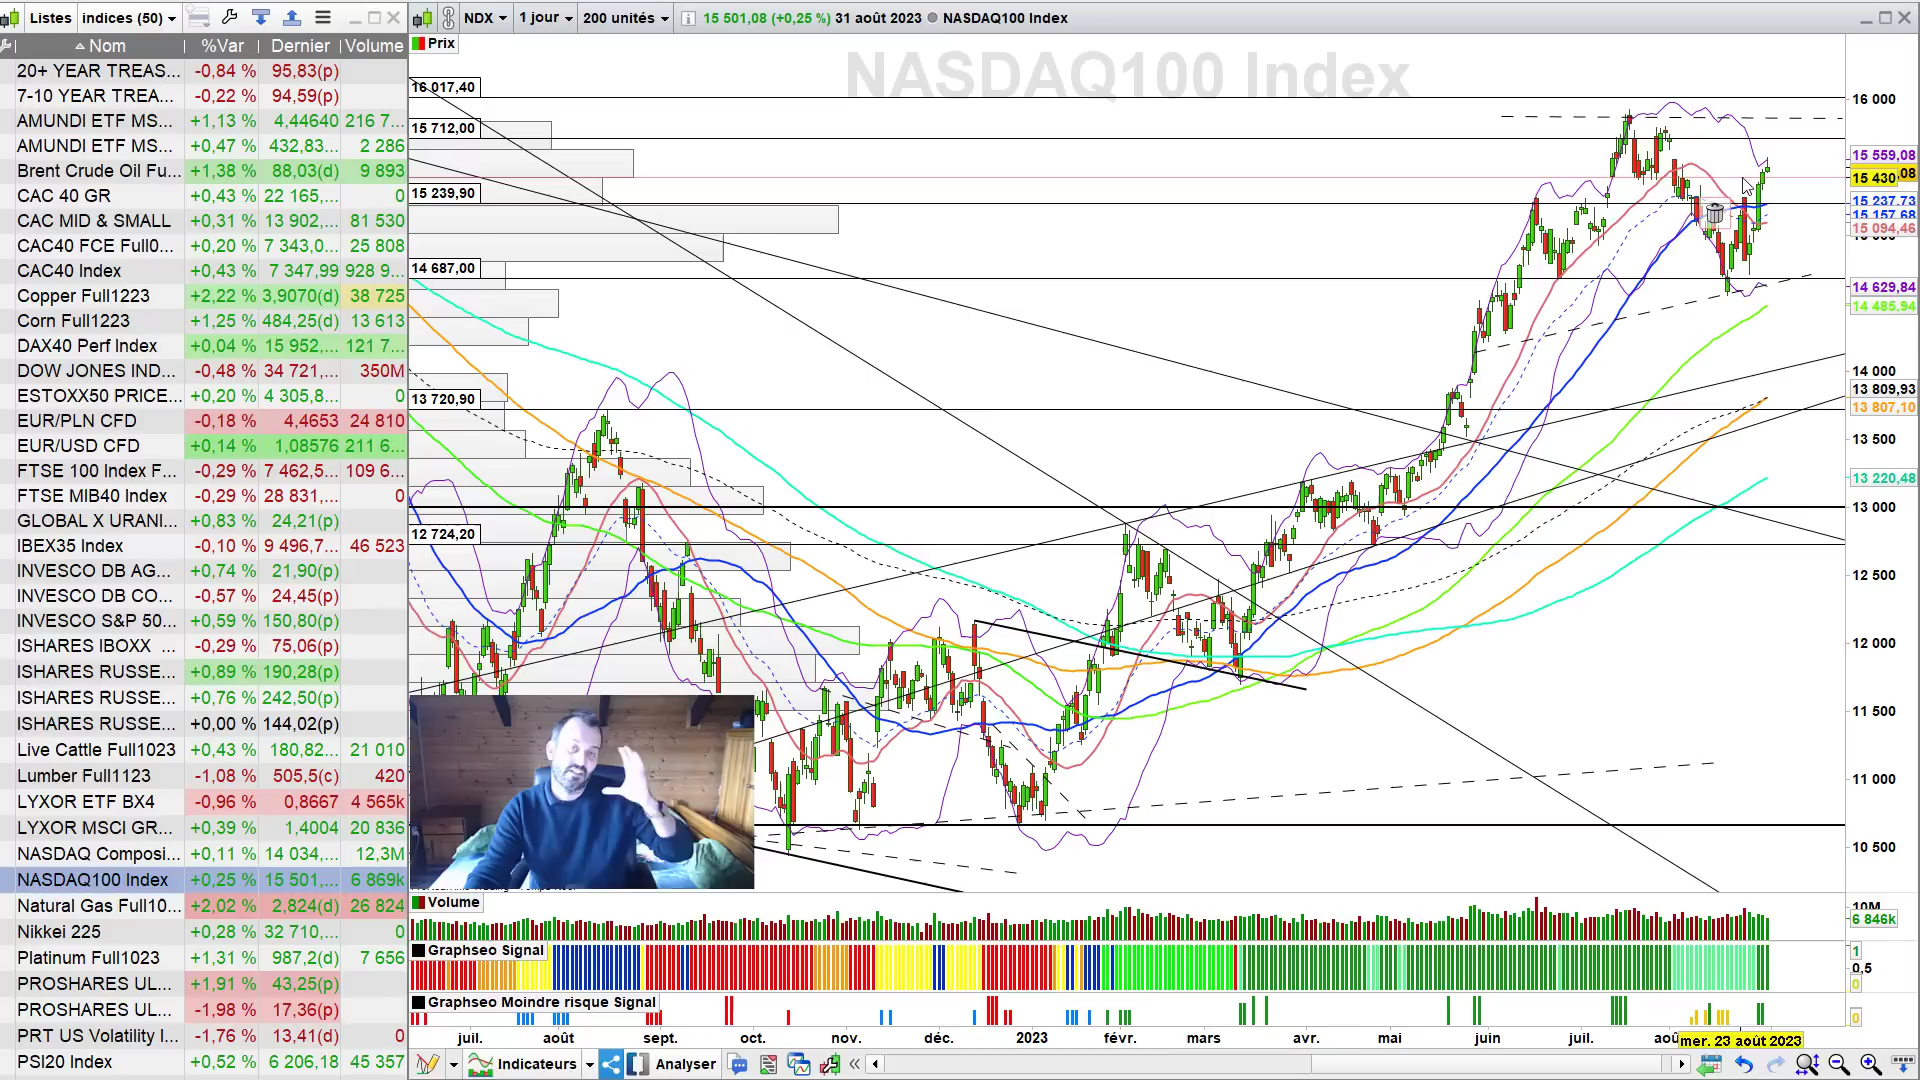 Listes indices (50)
NDX 1 jour 200 unités 15 501,08 (+0,25 %) 31 août 2023 NASDAQ100 Index
Nom %Var Dernier Volume
20+ YEAR TREAS... -0,84 % 95,83(p)
7-10 YEAR TREA... -0,22 % 94,59(p)
AMUNDI ETF MS... +1,13 % 4,44640 216 7...
AMUNDI ETF MS... +0,47 % 432,83... 2 286
Brent Crude Oil Fu... +1,38 % 88,03(d) 9 893
CAC 40 GR +0,43 % 22 165,... 0
CAC MID & SMALL +0,31 % 13 902,... 81 530
CAC40 FCE Full0... +0,20 % 7 343,0... 25 808
CAC40 Index +0,43 % 7 347,99 928 9...
Copper Full1223 +2,22 % 3,9070(d) 38 725
Corn Full1223 +1,25 % 484,25(d) 13 613
DAX40 Perf Index +0,04 % 15 952,... 121 7...
DOW JONES IND... -0,48 % 34 721,... 350M
ESTOXX50 PRICE... +0,20 % 4 305,8... 0
EUR/PLN CFD -0,18 % 4,4653 24 810
EUR/USD CFD +0,14 % 1,08576 211 6...
FTSE 100 Index F... -0,29 % 7 462,5... 109 6...
FTSE MIB40 Index -0,29 % 28 831,... 0
GLOBAL X URANI... +0,83 % 24,21(p)
IBEX35 Index -0,10 % 9 496,7... 46 523
INVESCO DB AG... +0,74 % 21,90(p)
INVESCO DB CO... -0,57 % 24,45(p)
INVESCO S&P 50... +0,59 % 150,80(p)
ISHARES IBOXX ... -0,29 % 75,06(p)
ISHARES RUSSE... +0,89 % 190,28(p)
ISHARES RUSSE... +0,76 % 242,50(p)
ISHARES RUSSE... +0,00 % 144,02(p)
Live Cattle Full1023 +0,43 % 180,82... 21 010
Lumber Full1123 -1,08 % 505,5(c) 420
LYXOR ETF BX4 -0,96 % 0,8667 4 565k
LYXOR MSCI GR... +0,39 % 1,4004 20 836
NASDAQ Composi... +0,11 % 14 034,... 12,3M
NASDAQ100 Index +0,25 % 15 501,... 6 869k
Natural Gas Full10... +2,02 % 2,824(d) 26 824
Nikkei 225 +0,28 % 32 710,... 0
Platinum Full1023 +1,31 % 987,2(d) 7 656
PROSHARES UL... +1,91 % 43,25(p)
PROSHARES UL... -1,98 % 17,36(p)
PRT US Volatility I... -1,76 % 13,41(d) 0
PSI20 Index +0,52 % 6 206,18 45 357
Prix
NASDAQ100 Index
16 017,40
15 712,00
15 239,90
14 687,00
13 720,90
12 724,20
16 000
15 559,08
15 430
15 237,73
15 157,68
15 094,46
14 629,84
14 485,94
14 000
13 809,93
13 807,10
13 500
13 220,48
13 000
12 500
12 000
11 500
11 000
10 500
Volume
10M
6 846k
Graphseo Signal
1
0,5
0
Graphseo Moindre risque Signal
0
juil. août sept. oct. nov. déc. 2023 févr. mars avr. mai juin juil. mer. 23 août 2023
Indicateurs Analyser